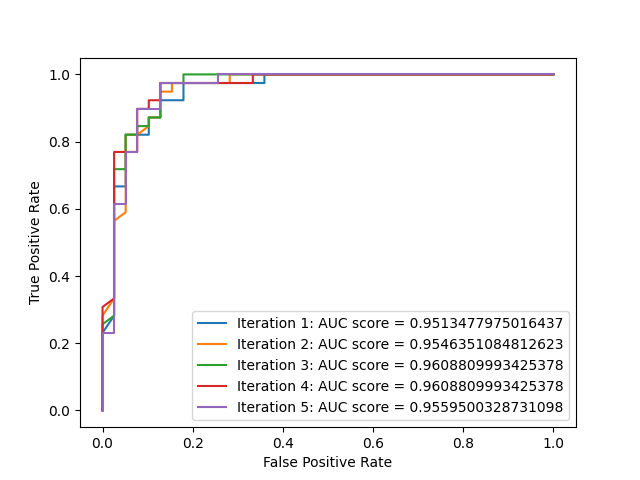 1.0
0.8
0.6
0.4
0.2
0.0
True Positive Rate
Iteration 1: AUC score = 0.9513477975016437
Iteration 2: AUC score = 0.9546351084812623
Iteration 3: AUC score = 0.9608809993425378
Iteration 4: AUC score = 0.9608809993425378
Iteration 5: AUC score = 0.9559500328731098
0.0 0.2 0.4 0.6 0.8 1.0
False Positive Rate